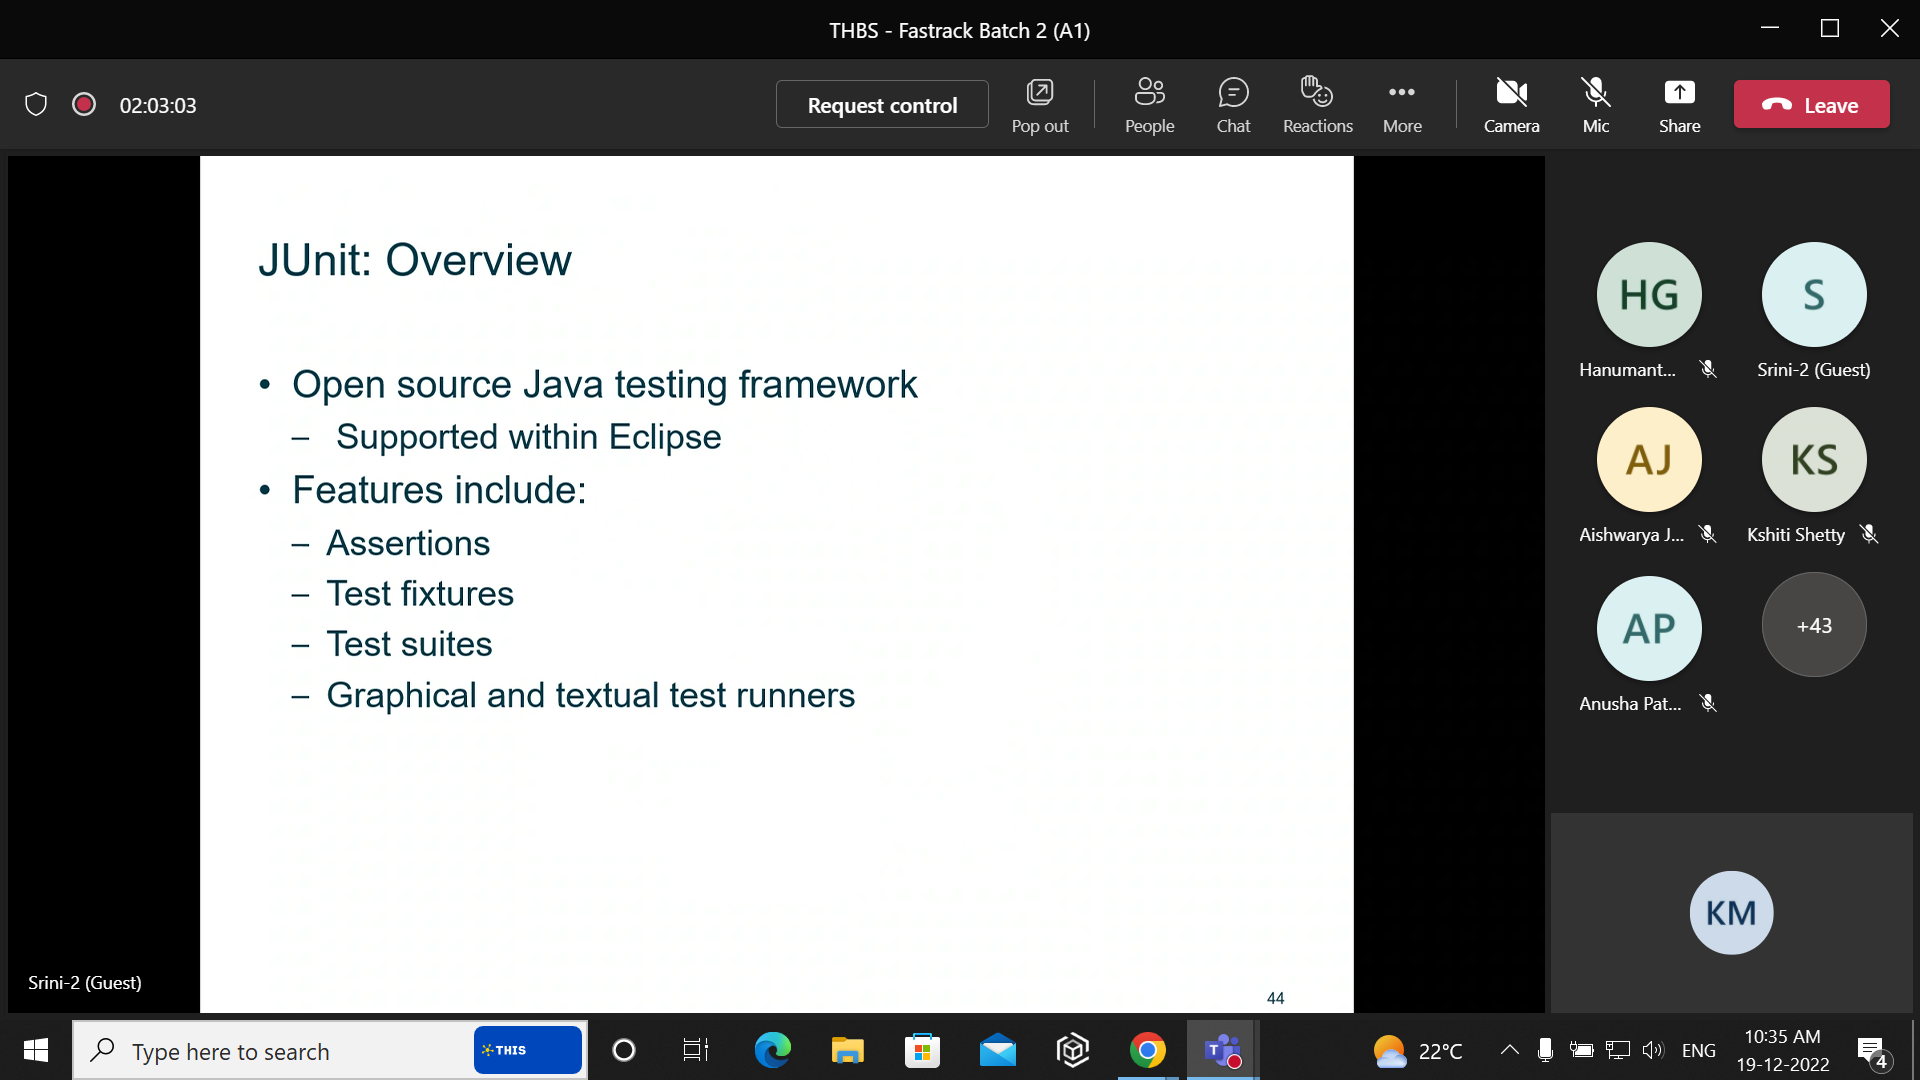 THBS - Fastrack Batch 2 (A1)
02:03:03
Request control
Pop out
People
Chat
Reactions
More
Camera
Mic
Share
Leave
JUnit: Overview
• Open source Java testing framework
– Supported within Eclipse
• Features include:
– Assertions
– Test fixtures
– Test suites
– Graphical and textual test runners
44
Srini-2 (Guest)
HG
Hanumant...
S
Srini-2 (Guest)
AJ
Aishwarya J...
KS
Kshiti Shetty
AP
Anusha Pat...
+43
KM
Type here to search
THIS
T
22°C
ENG
10:35 AM
19-12-2022
4